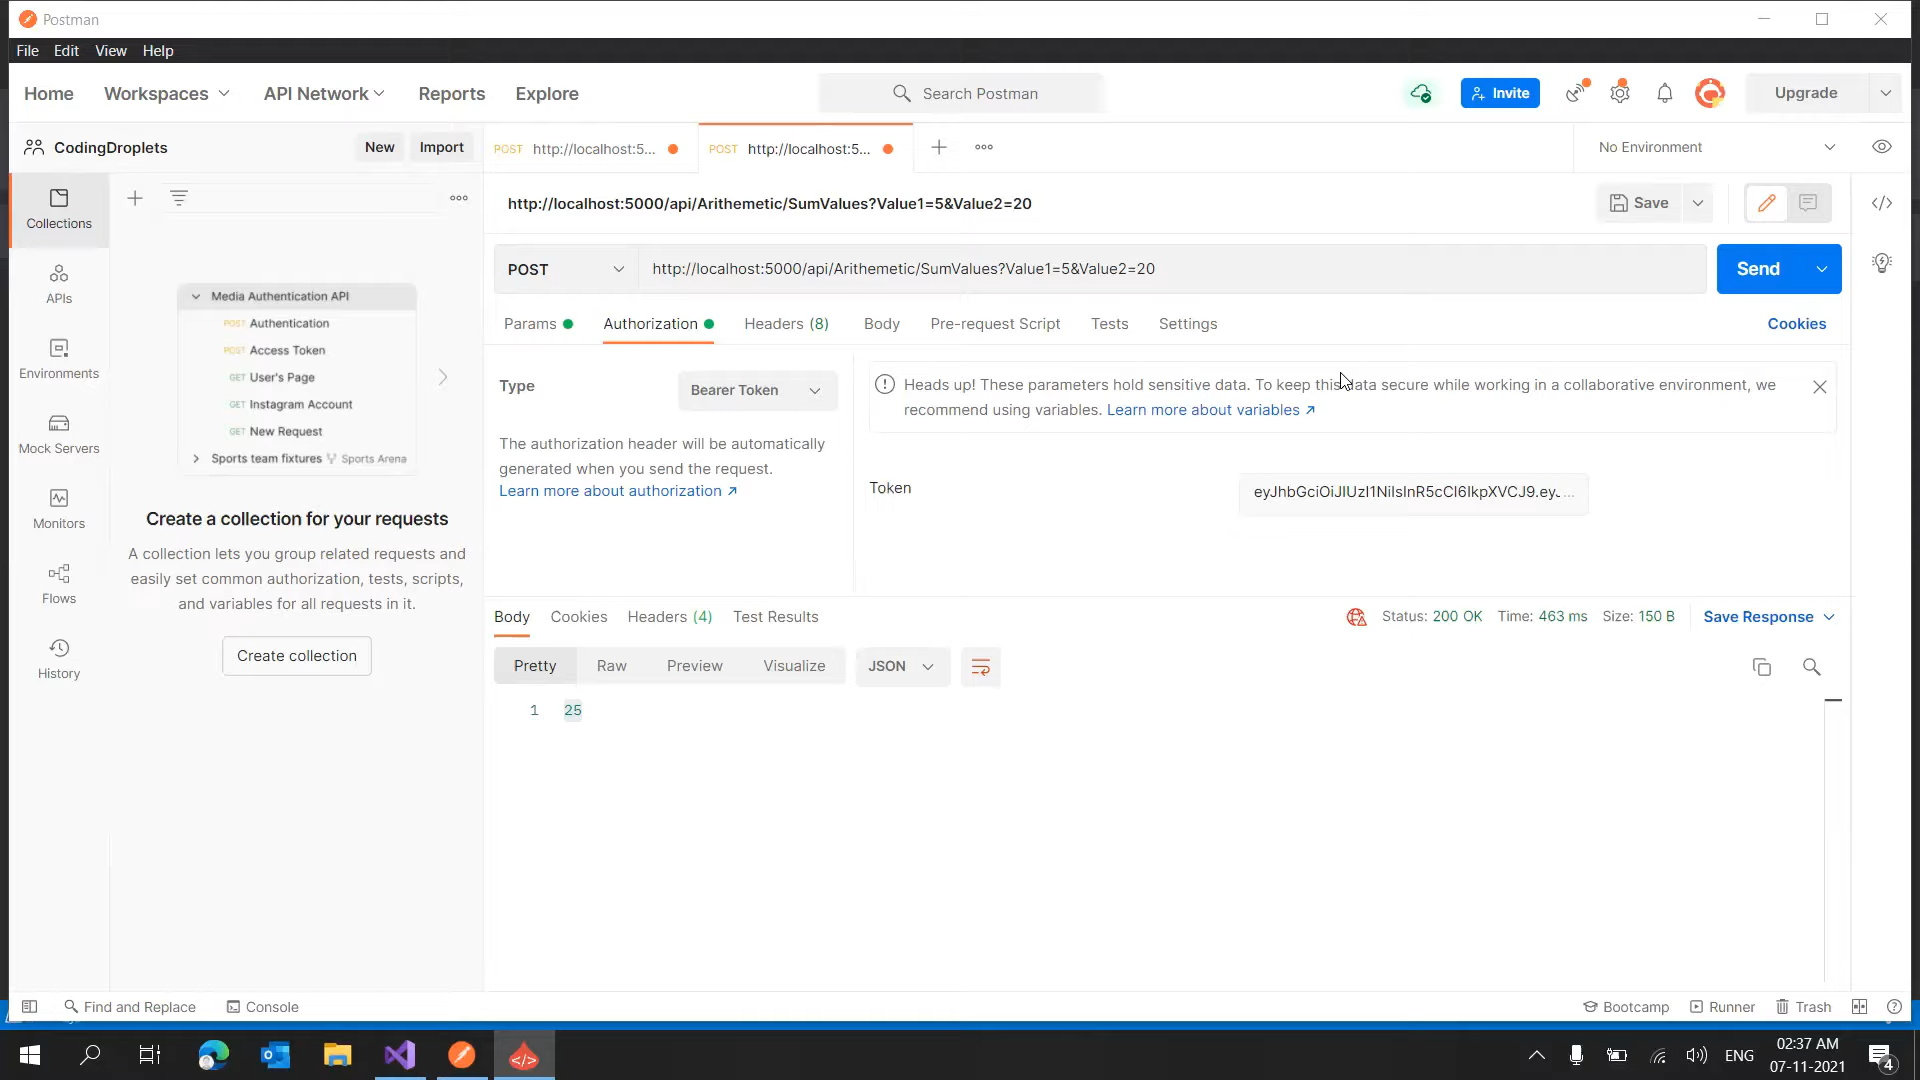 Postman
File Edit View Help
Home Workspaces API Network Reports Explore Search Postman Invite Upgrade
CodingDroplets New Import POST http://localhost:5... POST http://localhost:5... No Environment
Collections
APIs
Environments
Mock Servers
Monitors
Flows
History
Media Authentication API
POST Authentication
POST Access Token
GET User's Page
GET Instagram Account
GET New Request
Sports team fixtures Sports Arena
Create a collection for your requests
A collection lets you group related requests and
easily set common authorization, tests, scripts,
and variables for all requests in it.
Create collection
http://localhost:5000/api/Arithemetic/SumValues?Value1=5&Value2=20 Save
POST http://localhost:5000/api/Arithemetic/SumValues?Value1=5&Value2=20 Send
Params Authorization Headers (8) Body Pre-request Script Tests Settings Cookies
Type Bearer Token
The authorization header will be automatically
generated when you send the request.
Learn more about authorization ↗
Heads up! These parameters hold sensitive data. To keep this data secure while working in a collaborative environment, we
recommend using variables. Learn more about variables ↗
Token eyJhbGciOiJIUzI1NiIsInR5cCI6IkpXVCJ9.ey...
Body Cookies Headers (4) Test Results Status: 200 OK Time: 463 ms Size: 150 B Save Response
Pretty Raw Preview Visualize JSON
1 25
Find and Replace Console Bootcamp Runner Trash
ENG 02:37 AM
07-11-2021 4